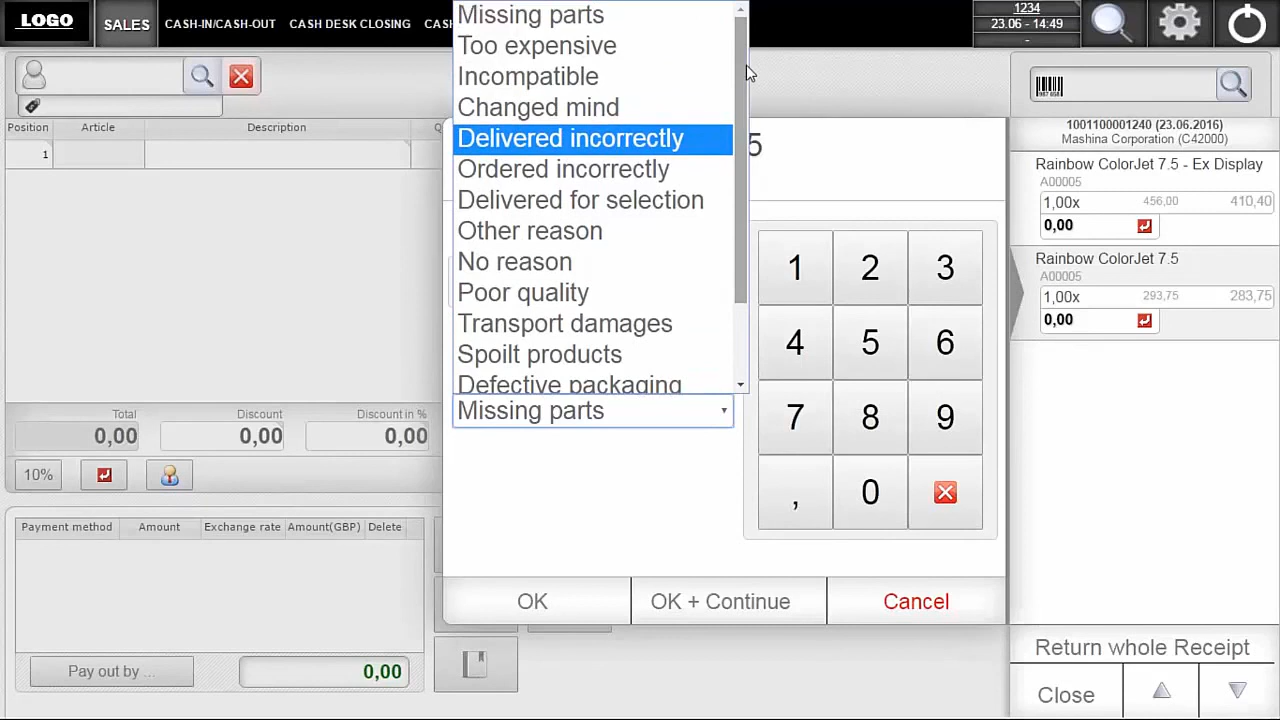 LOGO
SALES
CASH-IN/CASH-OUT
CASH DESK CLOSING
CAS
1234
23.06 - 14:49
-
Missing parts
Too expensive
Incompatible
Changed mind
Delivered incorrectly
Ordered incorrectly
Delivered for selection
Other reason
No reason
Poor quality
Transport damages
Spoilt products
Defective packaging
Missing parts
5
Position Article Description Q
1
Total Discount Discount in %
0,00 0,00 0,00
10%
Payment method Amount Exchange rate Amount(GBP) Delete
Pay out by ...
0,00
1 2 3
4 5 6
7 8 9
, 0
OK
OK + Continue
Cancel
1001100001240 (23.06.2016)
Mashina Corporation (C42000)
Rainbow ColorJet 7.5 - Ex Display
A00005
1,00x 456,00 410,40
0,00
Rainbow ColorJet 7.5
A00005
1,00x 293,75 283,75
0,00
Return whole Receipt
Close